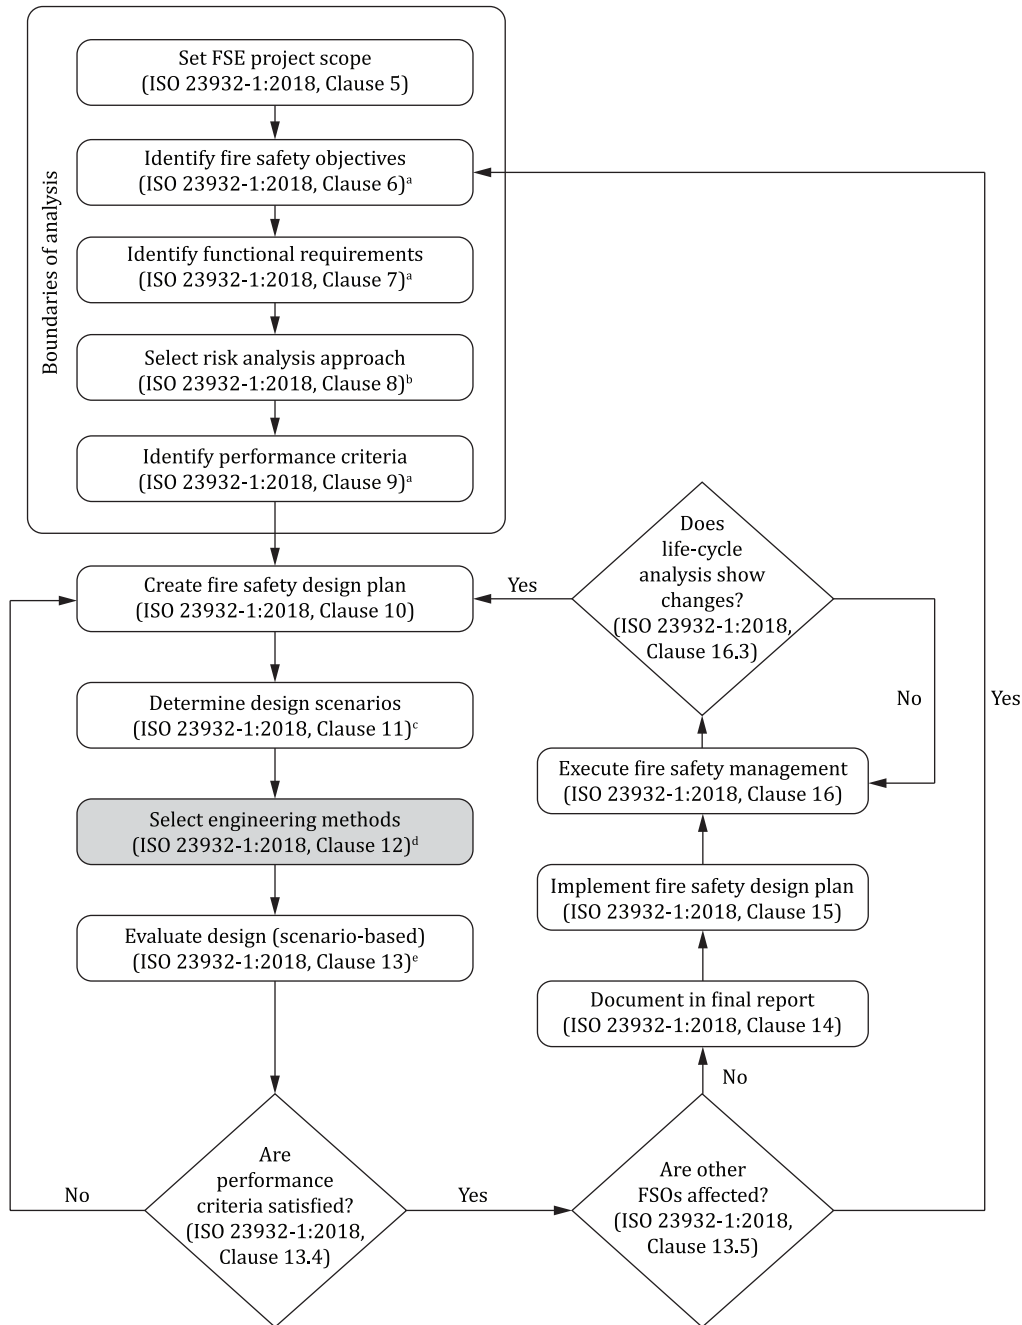 Set FSE project scope
(ISO 23932-1:2018, Clause 5)
Identify fire safety objectives
(ISO 23932-1:2018, Clause 6)ᵃ
Identify functional requirements
(ISO 23932-1:2018, Clause 7)ᵃ
Select risk analysis approach
(ISO 23932-1:2018, Clause 8)ᵇ
Identify performance criteria
(ISO 23932-1:2018, Clause 9)ᵃ
Boundaries of analysis
Create fire safety design plan
(ISO 23932-1:2018, Clause 10)
Determine design scenarios
(ISO 23932-1:2018, Clause 11)ᶜ
Select engineering methods
(ISO 23932-1:2018, Clause 12)ᵈ
Evaluate design (scenario-based)
(ISO 23932-1:2018, Clause 13)ᵉ
Are
performance
criteria satisfied?
(ISO 23932-1:2018,
Clause 13.4)
No
Yes
Are other
FSOs affected?
(ISO 23932-1:2018,
Clause 13.5)
No
Yes
Document in final report
(ISO 23932-1:2018, Clause 14)
Implement fire safety design plan
(ISO 23932-1:2018, Clause 15)
Execute fire safety management
(ISO 23932-1:2018, Clause 16)
Does
life-cycle
analysis show
changes?
(ISO 23932-1:2018,
Clause 16.3)
Yes
No